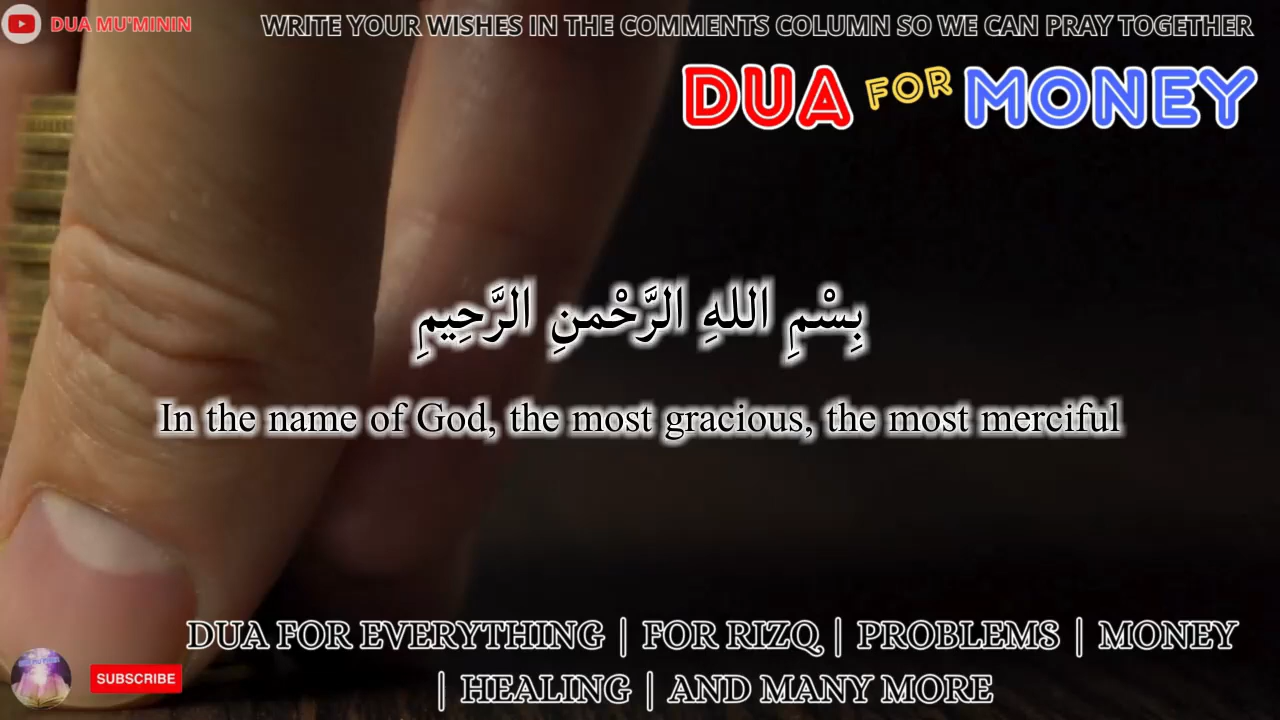 DUA MU'MININ
WRITE YOUR WISHES IN THE COMMENTS COLUMN SO WE CAN PRAY TOGETHER
DUA FOR MONEY
بِسْمِ اللهِ الرَّحْمنِ الرَّحِيمِ
In the name of God, the most gracious, the most merciful
DUA FOR EVERYTHING | FOR RIZQ | PROBLEMS | MONEY
| HEALING | AND MANY MORE
SUBSCRIBE